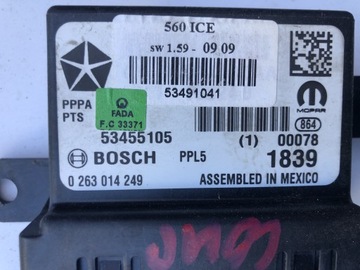 560 ICE
sw 1.59 - 09 09
53491041
MOPAR
PPPA
PTS
FADA
F.C 33371
864
53455105
(1) 00078
BOSCH PPL5 1839
0 263 014 249 ASSEMBLED IN MEXICO